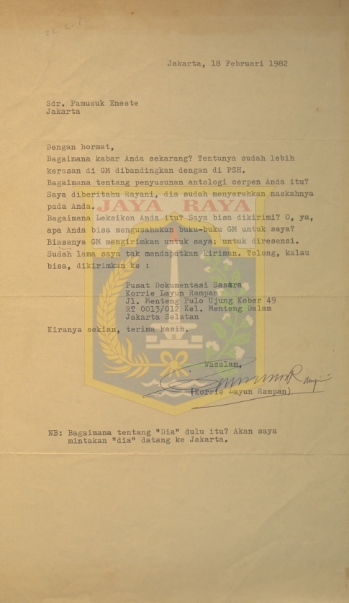 Jakarta, 18 Februari 1982
Sdr. Pamusuk Eneste
Jakarta
Dengan hormat,
Bagaimana kabar Anda sekarang? Tentunya sudah lebih
kerasan di GM dibandingkan dengan di PSH.
Bagaimana tentang penyusunan antologi cerpen Anda itu?
Saya diberitahu Rayani, dia sudah menyerahkan naskahnya
pada Anda.
JAYA RAYA
Bagaimana Leksikon Anda itu? Saya bisa dikirimi? O, ya,
apa Anda bisa mengusahakan buku-buku GM untuk saya?
Biasanya GM mengirimkan untuk saya; untuk diresensi.
Sudah lama saya tak mendapatkan kiriman. Tolong, kalau
bisa, dikirimkan ke :
Pusat Dokumentasi Sastra
Korrie Layun Rampan
Jl. Menteng Pulo Ujung Kober 49
RT 0013/012 Kel. Menteng Dalam
Jakarta Selatan
Kiranya sekian, terima kasih.
Wasalam,
(Korrie Layun Rampan)
NB: Bagaimana tentang "Dia" dulu itu? Akan saya
mintakan "dia" datang ke Jakarta.